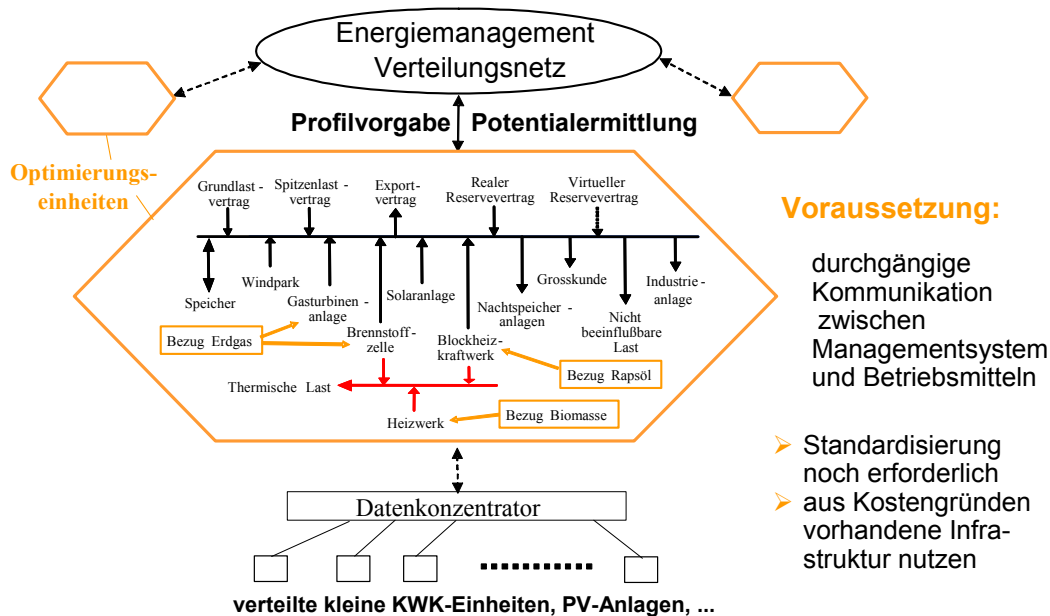 Energiemanagement
Verteilungsnetz
Profilvorgabe
Potentialermittlung
Optimierungs-
einheiten
Grundlast -
vertrag
Spitzenlast -
vertrag
Export-
vertrag
Realer
Reservevertrag
Virtueller
Reservevertrag
Speicher
Windpark
Gasturbinen -
anlage
Brennstoff-
zelle
Solaranlage
Blockheiz-
kraftwerk
Nachtspeicher -
anlagen
Grosskunde
Nicht
beeinflußbare
Last
Industrie-
anlage
Bezug Erdgas
Bezug Rapsöl
Thermische Last
Heizwerk
Bezug Biomasse
Datenkonzentrator
verteilte kleine KWK-Einheiten, PV-Anlagen, ...
Voraussetzung:
durchgängige
Kommunikation
zwischen
Managementsystem
und Betriebsmitteln
Standardisierung
noch erforderlich
aus Kostengründen
vorhandene Infra-
struktur nutzen